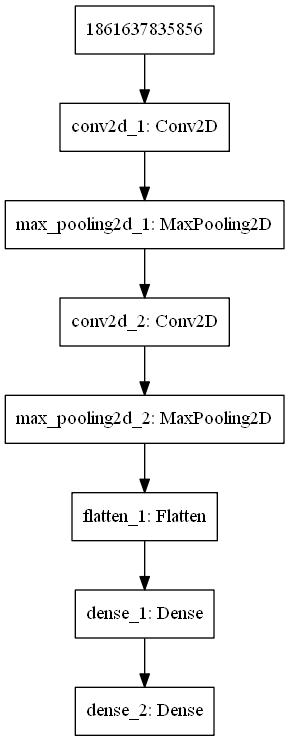 1861637835856
conv2d_1: Conv2D
max_pooling2d_1: MaxPooling2D
conv2d_2: Conv2D
max_pooling2d_2: MaxPooling2D
flatten_1: Flatten
dense_1: Dense
dense_2: Dense